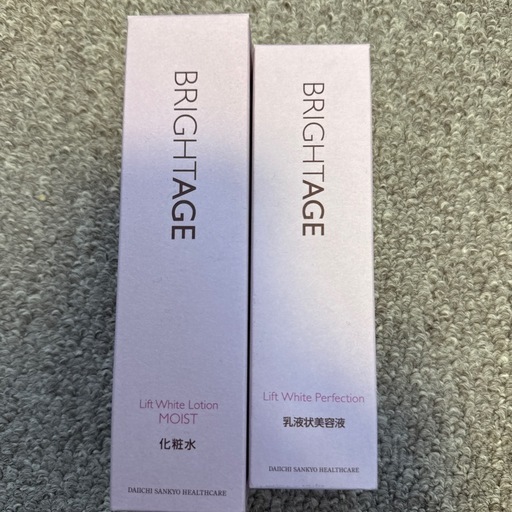 BRIGHTAGE
Lift White Lotion
MOIST
化粧水
DAIICHI SANKYO HEALTHCARE
BRIGHTAGE
Lift White Perfection
乳液状美容液
DAIICHI SANKYO HEALTHCARE